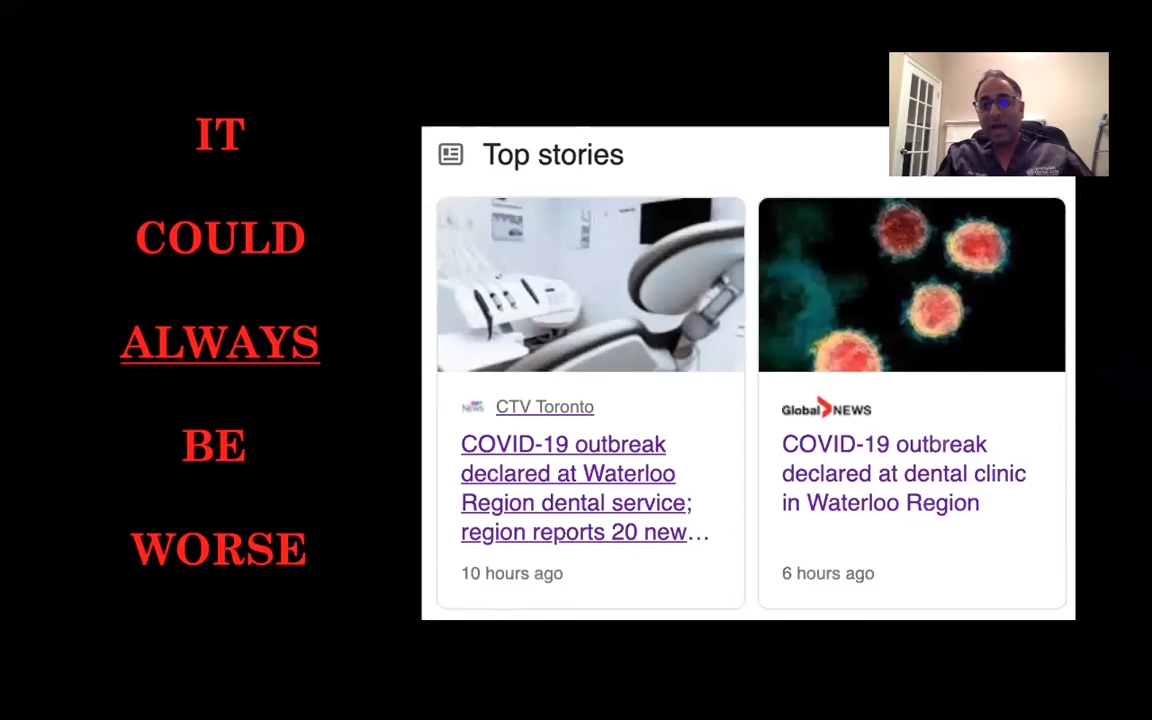 IT
COULD
ALWAYS
BE
WORSE
Top stories
CTV Toronto
COVID-19 outbreak
declared at Waterloo
Region dental service;
region reports 20 new…
10 hours ago
Global NEWS
COVID-19 outbreak
declared at dental clinic
in Waterloo Region
6 hours ago